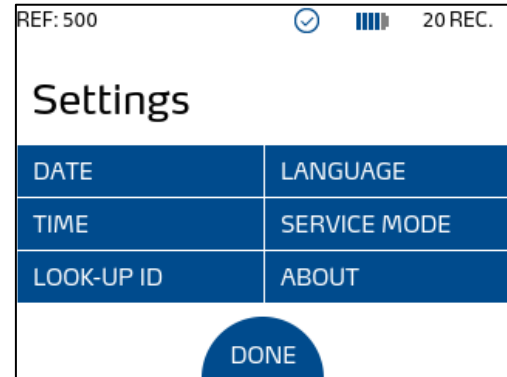 REF: 500 20 REC.
Settings
DATE LANGUAGE
TIME SERVICE MODE
LOOK-UP ID ABOUT
DONE